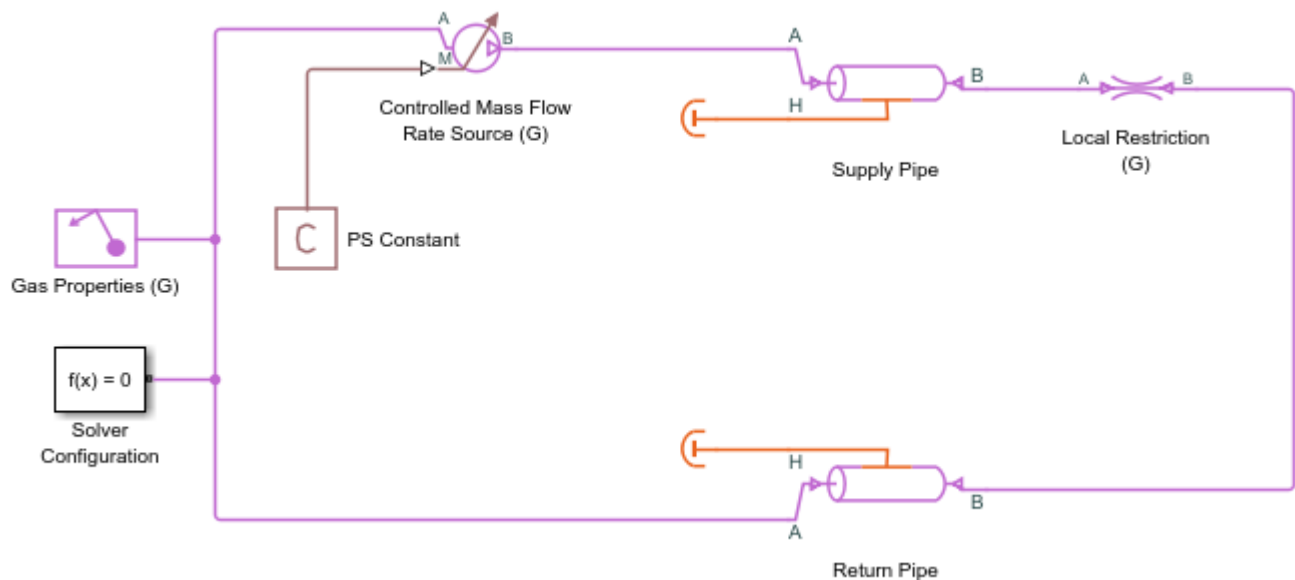 A
B
M
Controlled Mass Flow
Rate Source (G)
A
B
H
Supply Pipe
A
B
Local Restriction
(G)
C
PS Constant
Gas Properties (G)
f(x) = 0
Solver
Configuration
H
B
A
Return Pipe